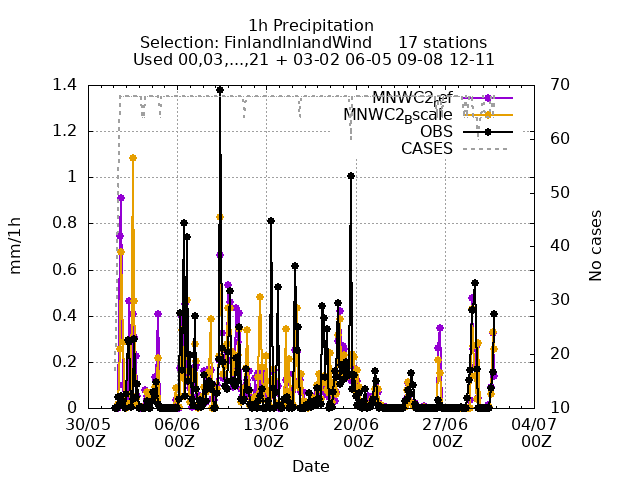 1h Precipitation
Selection: FinlandInlandWind 17 stations
Used 00,03,...,21 + 03-02 06-05 09-08 12-11
1.4
1.2
1
0.8
0.6
0.4
0.2
0
mm/1h
70
60
50
40
30
20
10
No cases
MNWC2_ref
MNWC2_Bscale
OBS
CASES
30/05 06/06 13/06 20/06 27/06 04/07
00Z 00Z 00Z 00Z 00Z 00Z
Date